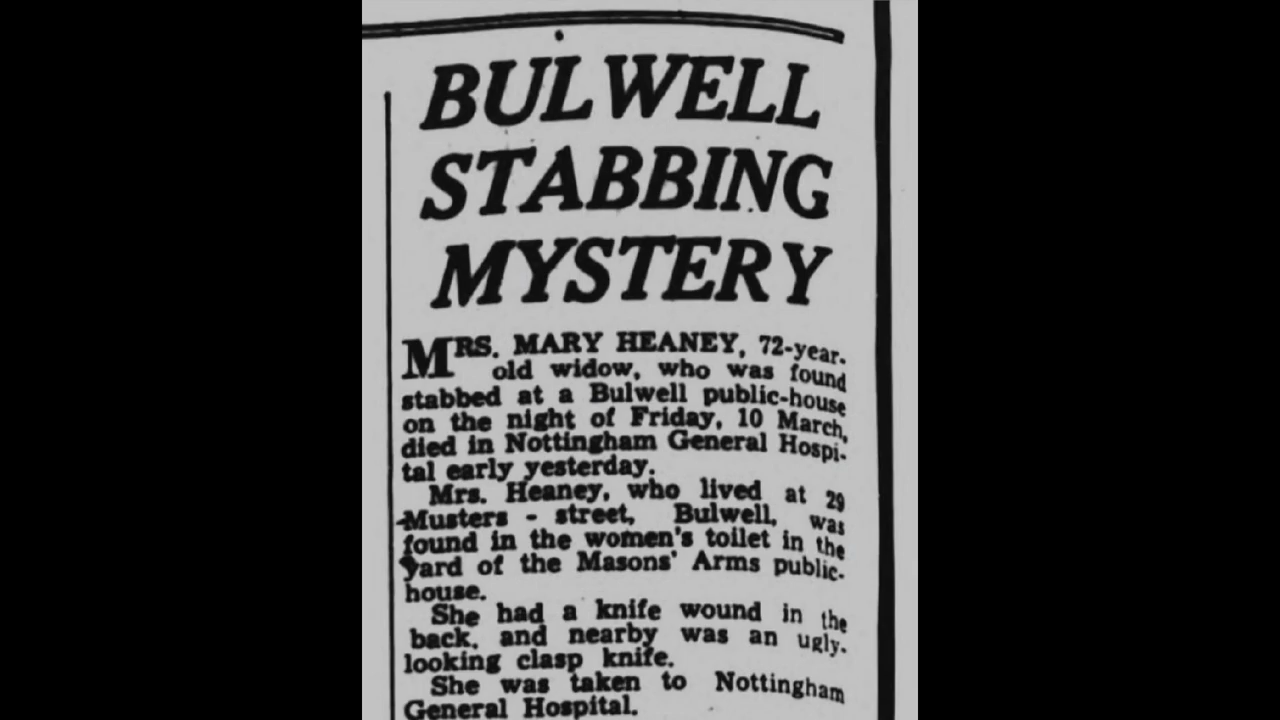 BULWELL
STABBING
MYSTERY
MRS. MARY HEANEY, 72-year-
old widow, who was found
stabbed at a Bulwell public-house
on the night of Friday, 10 March,
died in Nottingham General Hospi-
tal early yesterday.
Mrs. Heaney, who lived at 29
Musters - street, Bulwell, was
found in the women's toilet in the
yard of the Masons' Arms public-
house.
She had a knife wound in the
back, and nearby was an ugly-
looking clasp knife.
She was taken to Nottingham
General Hospital.